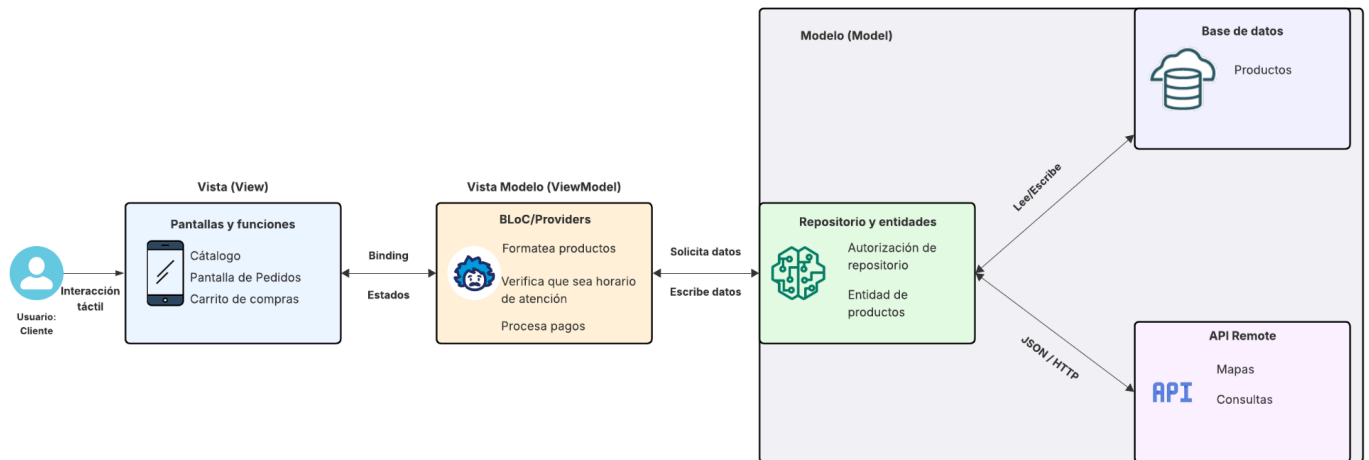 Modelo (Model)
Base de datos
Productos
Lee/Escribe
Vista (View)
Pantallas y funciones
Cátalogo
Pantalla de Pedidos
Carrito de compras
Interacción
táctil
Usuario:
Cliente
Binding
Estados
Vista Modelo (ViewModel)
BLoC/Providers
Formatea productos
Verifica que sea horario
de atención
Procesa pagos
Solicita datos
Escribe datos
Repositorio y entidades
Autorización de
repositorio
Entidad de
productos
JSON / HTTP
API Remote
API
Mapas
Consultas